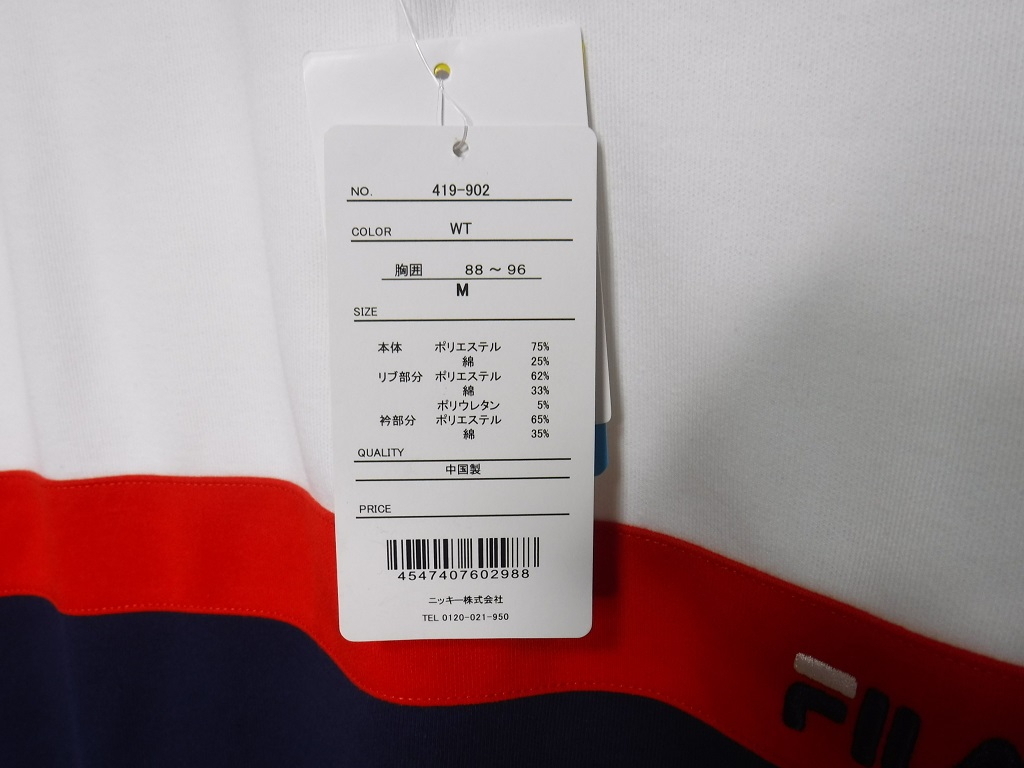 NO. 419-902
COLOR WT
胸囲 88 ～ 96
M
SIZE
本体 ポリエステル 75%
綿 25%
リブ部分 ポリエステル 62%
綿 33%
ポリウレタン 5%
衿部分 ポリエステル 65%
綿 35%
QUALITY
中国製
PRICE
4547407602988
ニッキー株式会社
TEL 0120-021-950
FILA